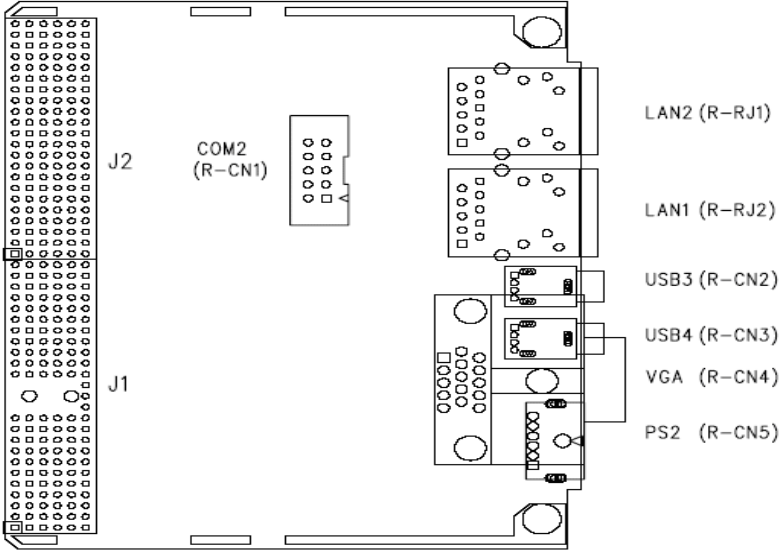 J2
COM2
(R-CN1)
J1
LAN2 (R-RJ1)
LAN1 (R-RJ2)
USB3 (R-CN2)
USB4 (R-CN3)
VGA (R-CN4)
PS2 (R-CN5)